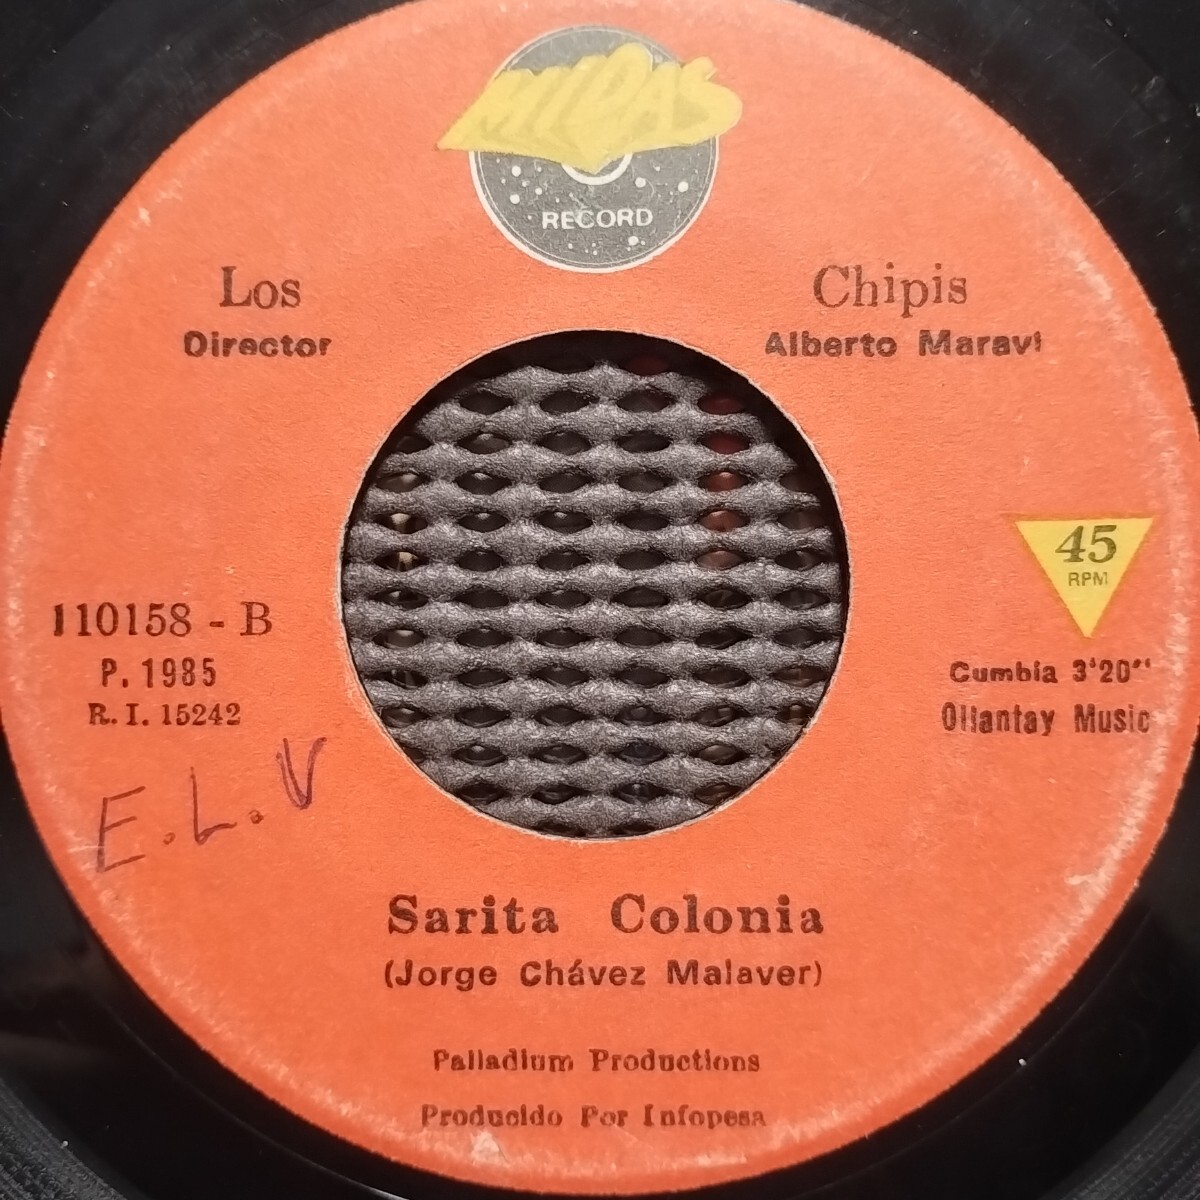 MIDAS
RECORD
Los Chipis
Director Alberto Maravi
45
RPM
110158 - B
P. 1985
R. I. 15242
Cumbia 3'20"
Ollantay Music
E.L.V
Sarita Colonia
(Jorge Chávez Malaver)
Palladium Productions
Producido Por Infopesa